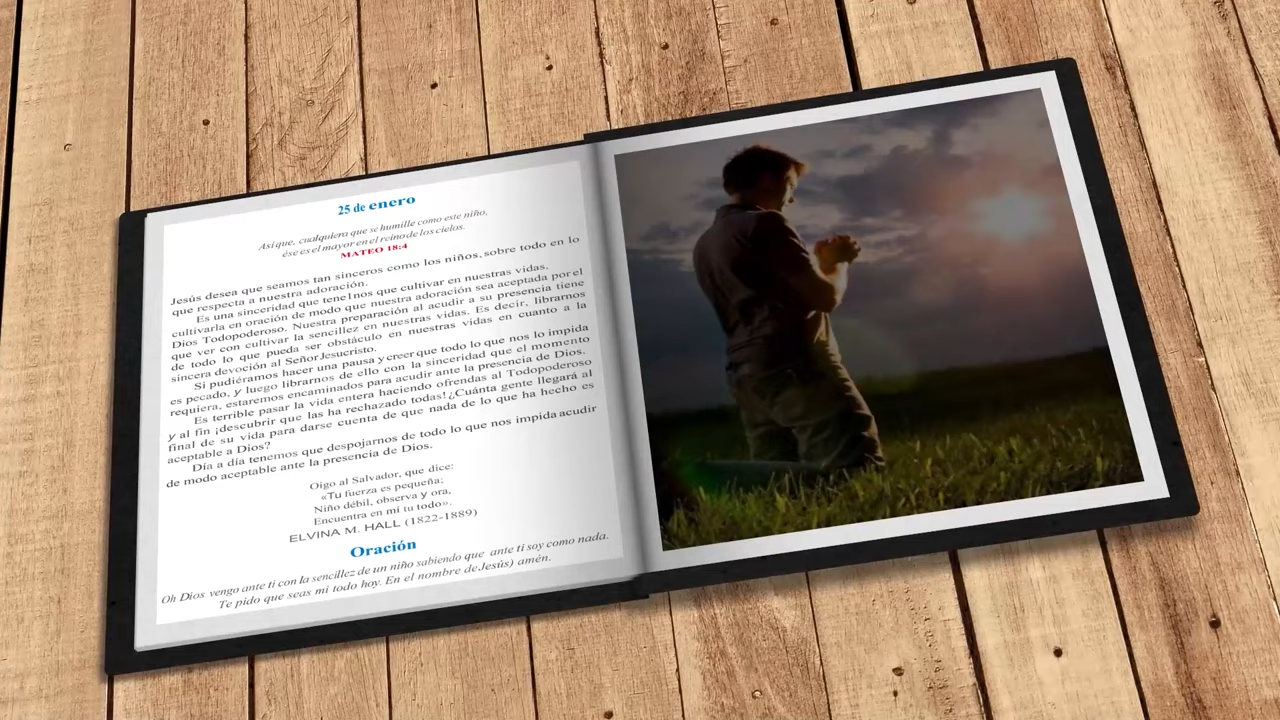 25 de enero
Así que, cualquiera que se humille como este niño,
ése es el mayor en el reino de los cielos.
MATEO 18:4
Jesús desea que seamos tan sinceros como los niños, sobre todo en lo
que respecta a nuestra adoración.
Es una sinceridad que tene1nos que cultivar en nuestras vidas,
cultivarla en oración de modo que nuestra adoración sea aceptada por el
Dios Todopoderoso. Nuestra preparación al acudir a su presencia tiene
que ver con cultivar la sencillez en nuestras vidas. Es decir, librarnos
de todo lo que pueda ser obstáculo en nuestras vidas en cuanto a la
sincera devoción al Señor Jesucristo.
Si pudiéramos hacer una pausa y creer que todo lo que nos lo impida
es pecado, y luego librarnos de ello con la sinceridad que el momento
requiera, estaremos encaminados para acudir ante la presencia de Dios.
Es terrible pasar la vida entera haciendo ofrendas al Todopoderoso
y al fin ¡descubrir que las ha rechazado todas! ¿Cuánta gente llegará al
final de su vida para darse cuenta de que nada de lo que ha hecho es
aceptable a Dios?
Día a día tenemos que despojarnos de todo lo que nos impida acudir
de modo aceptable ante la presencia de Dios.
Oigo al Salvador, que dice:
«Tu fuerza es pequeña;
Niño débil, observa y ora,
Encuentra en mí tu todo».
ELVINA M. HALL (1822-1889)
Oración
Oh Dios vengo ante ti con la sencillez de un niño sabiendo que ante ti soy como nada.
Te pido que seas mi todo hoy. En el nombre de Jesús) amén.